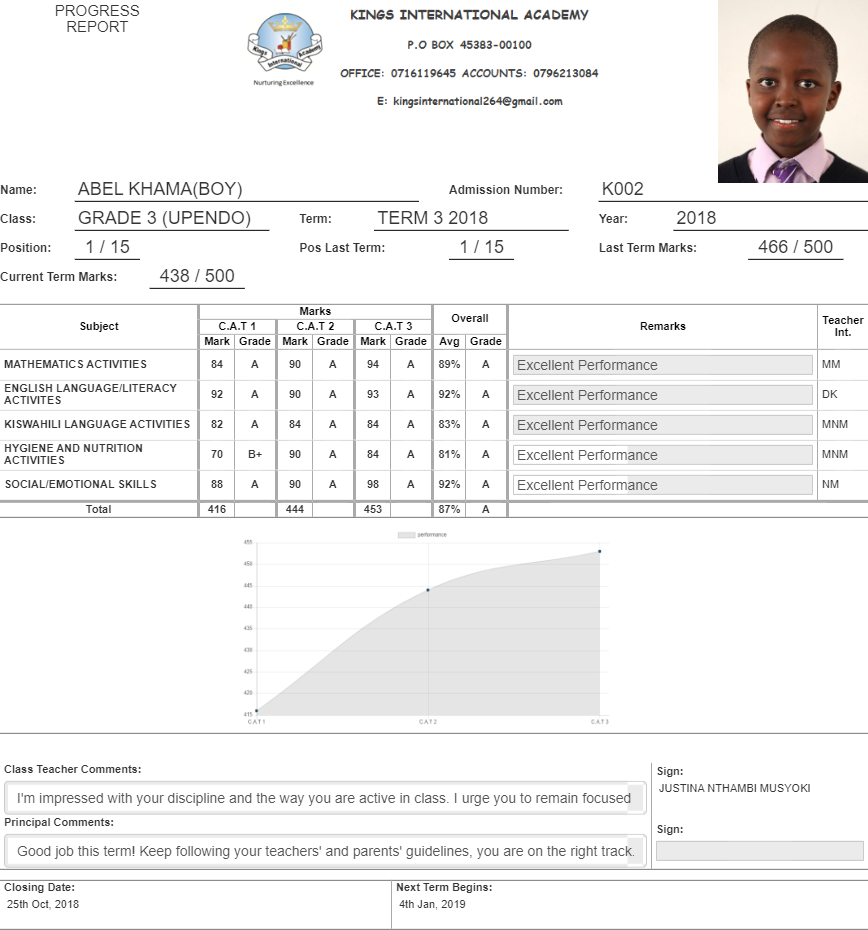 PROGRESS
REPORT
Kings International Academy
Nurturing Excellence
KINGS INTERNATIONAL ACADEMY
P.O BOX 45383-00100
OFFICE: 0716119645 ACCOUNTS: 0796213084
E: kingsinternational264@gmail.com
Name: ABEL KHAMA(BOY) Admission Number: K002
Class: GRADE 3 (UPENDO) Term: TERM 3 2018 Year: 2018
Position: 1 / 15 Pos Last Term: 1 / 15 Last Term Marks: 466 / 500
Current Term Marks: 438 / 500
Subject Marks Overall Remarks Teacher Int.
C.A.T 1 C.A.T 2 C.A.T 3
Mark Grade Mark Grade Mark Grade Avg Grade
MATHEMATICS ACTIVITIES 84 A 90 A 94 A 89% A Excellent Performance MM
ENGLISH LANGUAGE/LITERACY ACTIVITES 92 A 90 A 93 A 92% A Excellent Performance DK
KISWAHILI LANGUAGE ACTIVITIES 82 A 84 A 84 A 83% A Excellent Performance MNM
HYGIENE AND NUTRITION ACTIVITIES 70 B+ 90 A 84 A 81% A Excellent Performance MNM
SOCIAL/EMOTIONAL SKILLS 88 A 90 A 98 A 92% A Excellent Performance NM
Total 416 444 453 87% A
performance
455
450
445
440
435
430
425
420
415
CAT1 CAT2 CAT3
Class Teacher Comments:
I'm impressed with your discipline and the way you are active in class. I urge you to remain focused
Sign:
JUSTINA NTHAMBI MUSYOKI
Principal Comments:
Good job this term! Keep following your teachers' and parents' guidelines, you are on the right track.
Sign:
Closing Date: Next Term Begins:
25th Oct, 2018 4th Jan, 2019